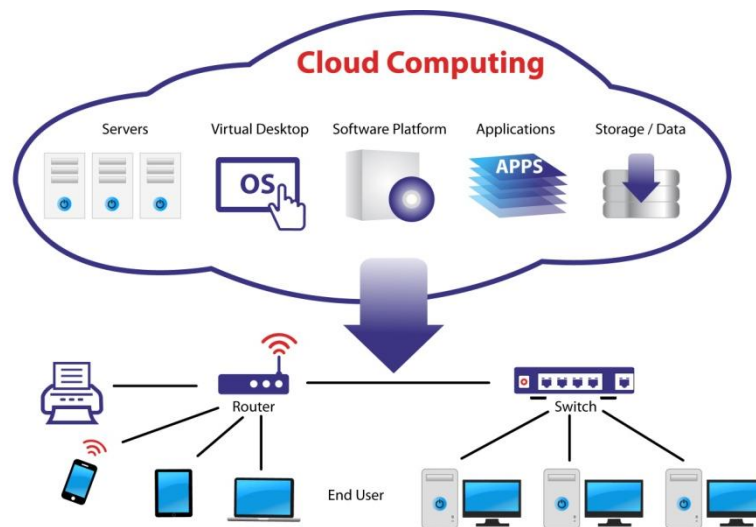 Cloud Computing
Servers
Virtual Desktop
Software Platform
Applications
Storage / Data
OS
APPS
Router
Switch
End User